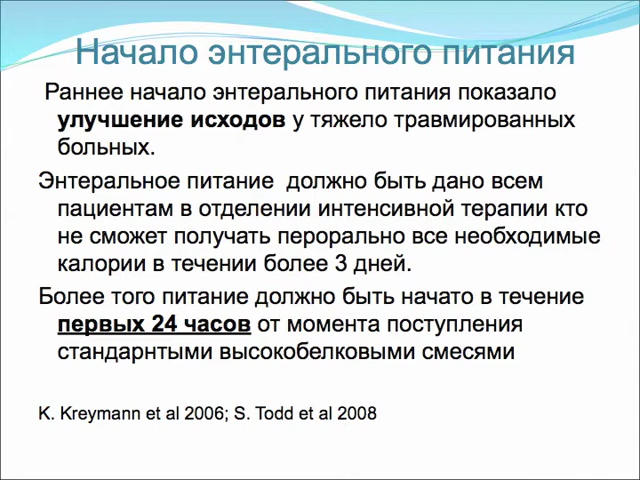 Начало энтерального питания
Раннее начало энтерального питания показало
улучшение исходов у тяжело травмированных
больных.
Энтеральное питание должно быть дано всем
пациентам в отделении интенсивной терапии кто
не сможет получать перорально все необходимые
калории в течении более 3 дней.
Более того питание должно быть начато в течение
первых 24 часов от момента поступления
стандарнтыми высокобелковыми смесями
K. Kreymann et al 2006; S. Todd et al 2008